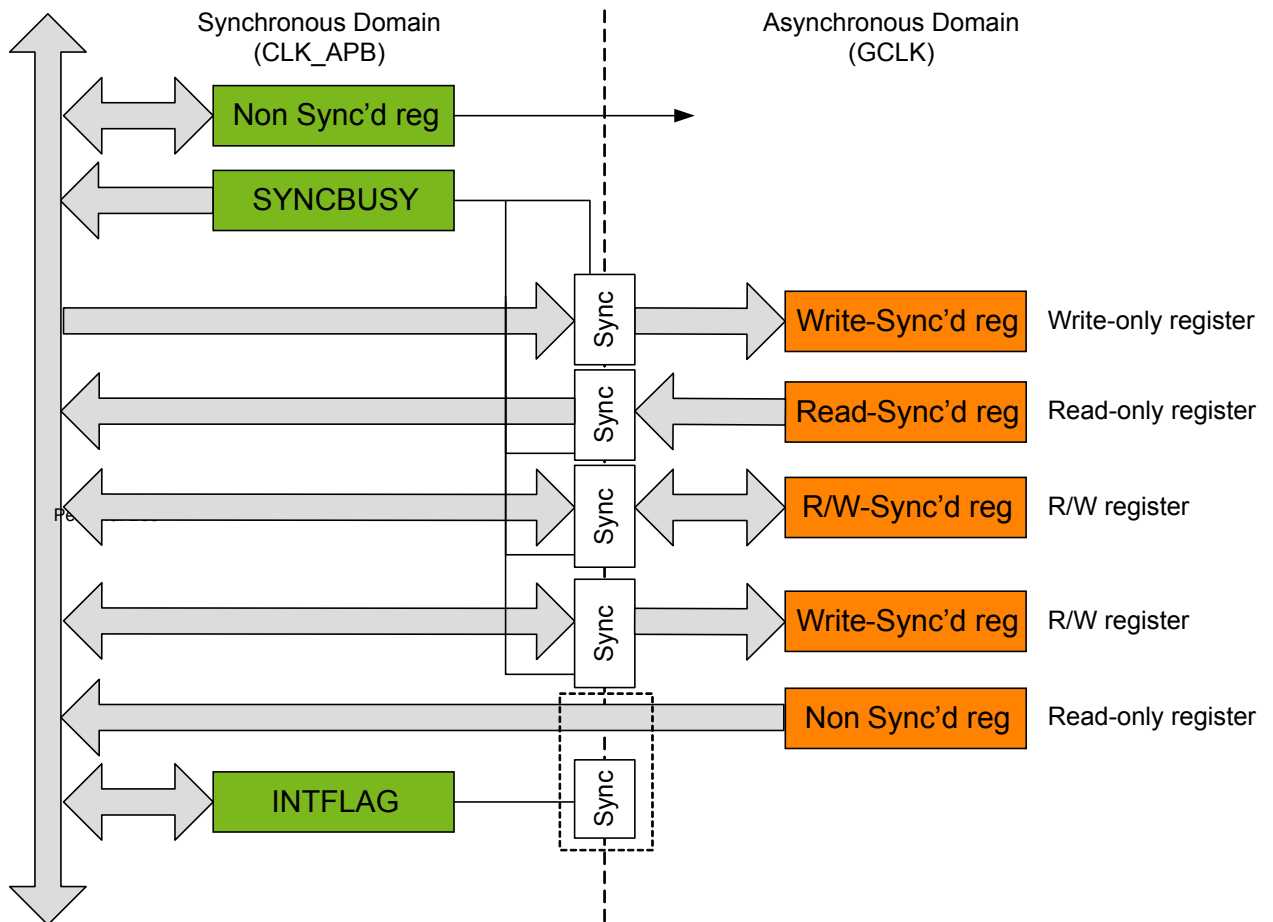 Synchronous Domain
(CLK_APB)
Asynchronous Domain
(GCLK)
Non Sync’d reg
SYNCBUSY
Sync
Write-Sync’d reg
Write-only register
Sync
Read-Sync’d reg
Read-only register
Sync
R/W-Sync’d reg
R/W register
Sync
Write-Sync’d reg
R/W register
Non Sync’d reg
Read-only register
INTFLAG
Sync